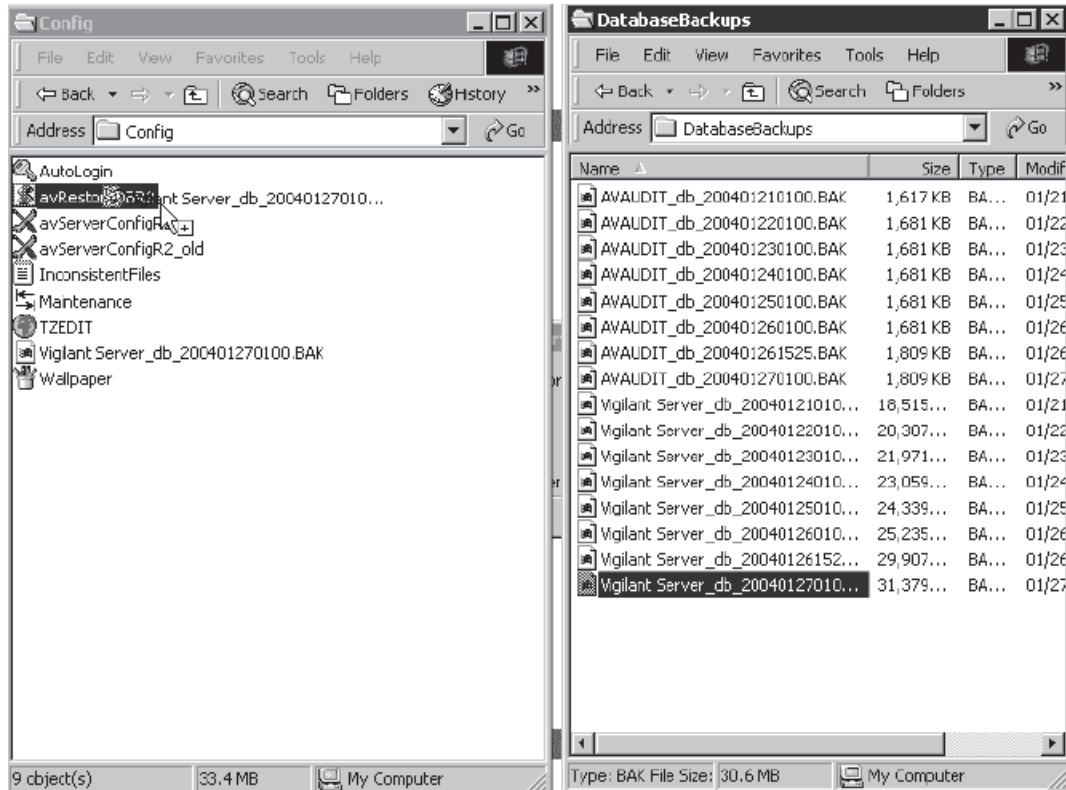 Config
File Edit View Favorites Tools Help
Back Search Folders History »
Address Config Go
AutoLogin
Server_db_20040127010...
avServerConfigR2_old
InconsistentFiles
Maintenance
TZEDIT
Vigilant Server_db_200401270100.BAK
Wallpaper
9 object(s) 33.4 MB My Computer
DatabaseBackups
File Edit View Favorites Tools Help
Back Search Folders »
Address DatabaseBackups Go
Name Size Type Modif
AVAUDIT_db_200401210100.BAK 1,617 KB BA... 01/21
AVAUDIT_db_200401220100.BAK 1,681 KB BA... 01/22
AVAUDIT_db_200401230100.BAK 1,681 KB BA... 01/23
AVAUDIT_db_200401240100.BAK 1,681 KB BA... 01/24
AVAUDIT_db_200401250100.BAK 1,681 KB BA... 01/25
AVAUDIT_db_200401260100.BAK 1,681 KB BA... 01/26
AVAUDIT_db_200401261525.BAK 1,809 KB BA... 01/26
AVAUDIT_db_200401270100.BAK 1,809 KB BA... 01/27
Vigilant Server_db_20040121010... 18,515... BA... 01/21
Vigilant Server_db_20040122010... 20,307... BA... 01/22
Vigilant Server_db_20040123010... 21,971... BA... 01/23
Vigilant Server_db_20040124010... 23,059... BA... 01/24
Vigilant Server_db_20040125010... 24,339... BA... 01/25
Vigilant Server_db_20040126010... 25,235... BA... 01/26
Vigilant Server_db_20040126152... 29,907... BA... 01/26
Vigilant Server_db_20040127010... 31,379... BA... 01/27
Type: BAK File Size: 30.6 MB My Computer